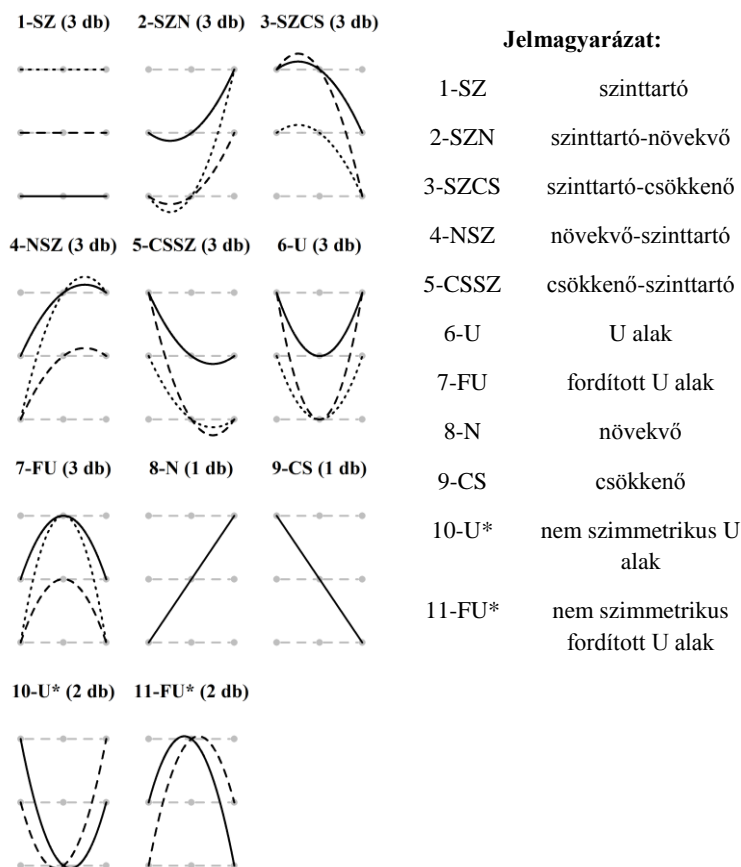 1-SZ (3 db) 2-SZN (3 db) 3-SZCS (3 db)
4-NSZ (3 db) 5-CSSZ (3 db) 6-U (3 db)
7-FU (3 db) 8-N (1 db) 9-CS (1 db)
10-U* (2 db) 11-FU* (2 db)
Jelmagyarázat:
1-SZ szinttartó
2-SZN szinttartó-növekvő
3-SZCS szinttartó-csökkenő
4-NSZ növekvő-szinttartó
5-CSSZ csökkenő-szinttartó
6-U U alak
7-FU fordított U alak
8-N növekvő
9-CS csökkenő
10-U* nem szimmetrikus U
alak
11-FU* nem szimmetrikus
fordított U alak